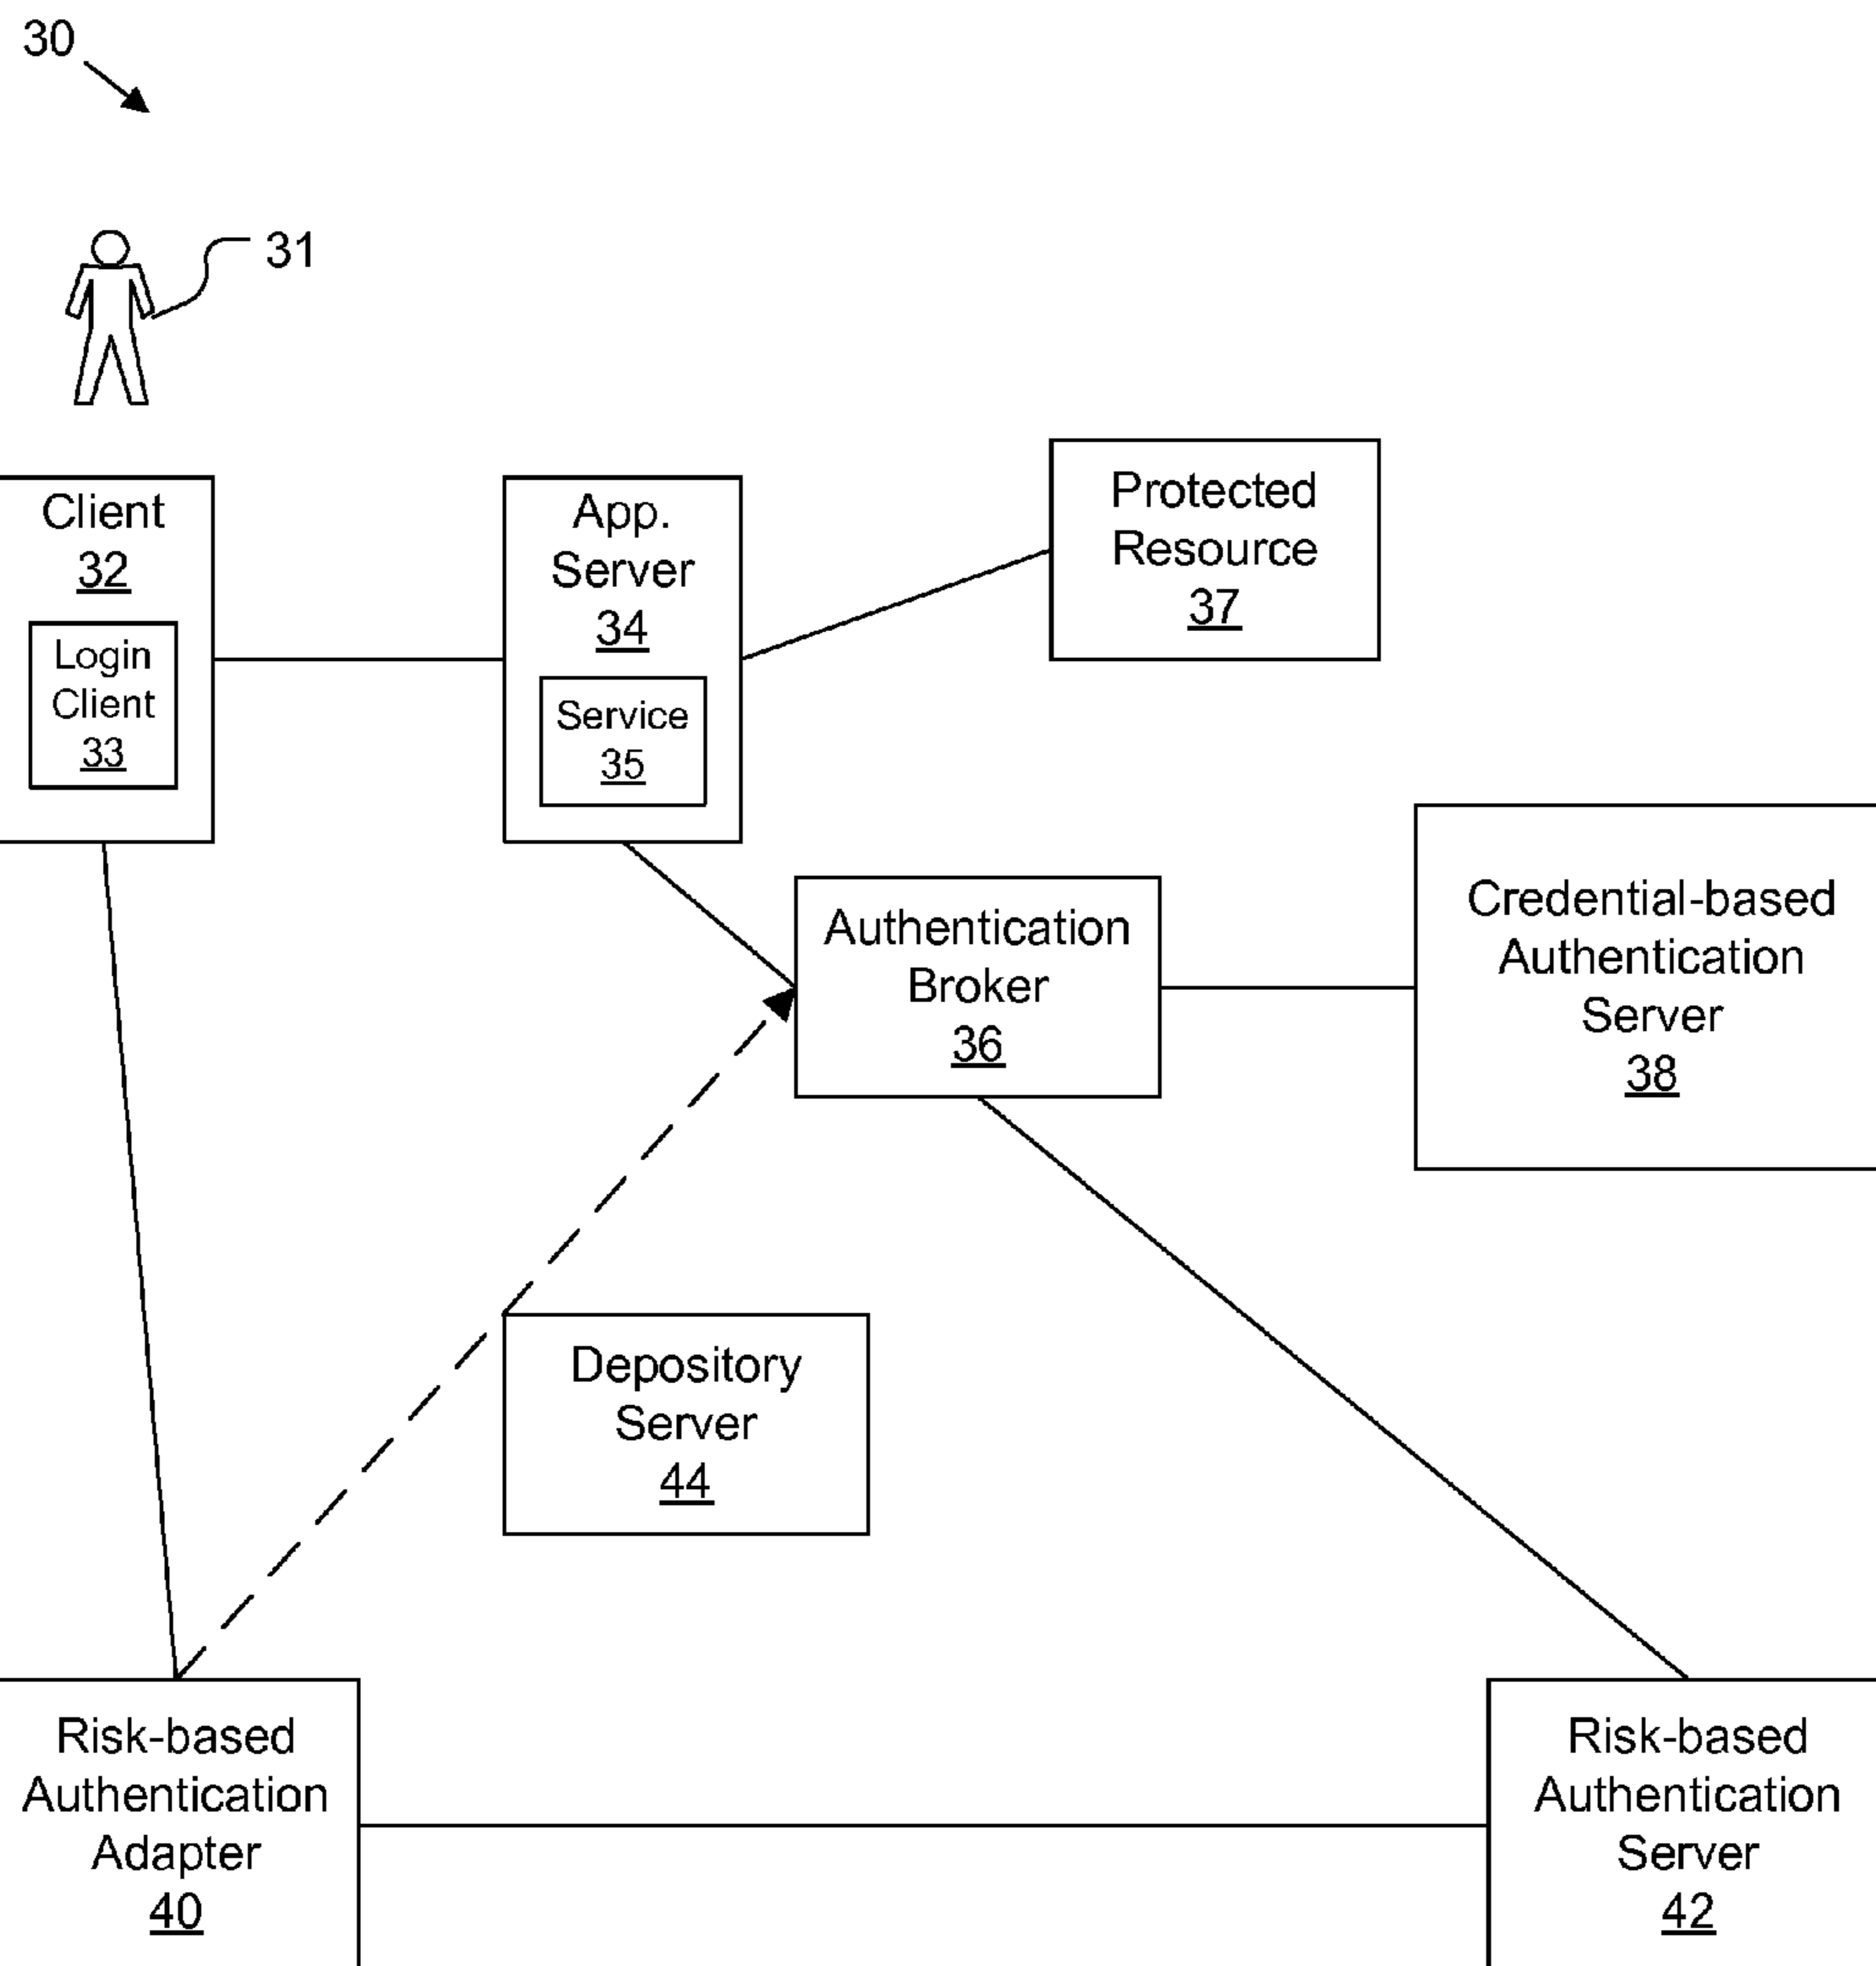 30
31
Client
32
Login
Client
33
App.
Server
34
Service
35
Protected
Resource
37
Authentication
Broker
36
Credential-based
Authentication
Server
38
Depository
Server
44
Risk-based
Authentication
Adapter
40
Risk-based
Authentication
Server
42